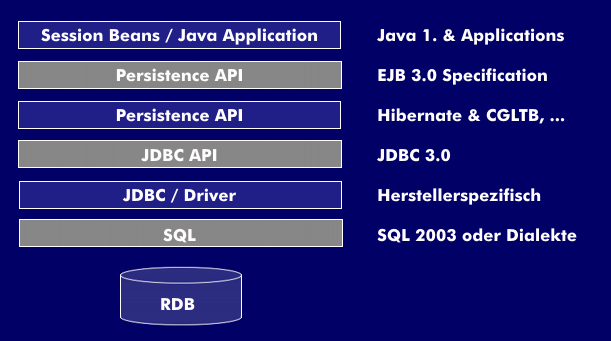 Session Beans / Java Application Java 1. & Applications
Persistence API EJB 3.0 Specification
Persistence API Hibernate & CGLTB, ...
JDBC API JDBC 3.0
JDBC / Driver Herstellerspezifisch
SQL SQL 2003 oder Dialekte
RDB